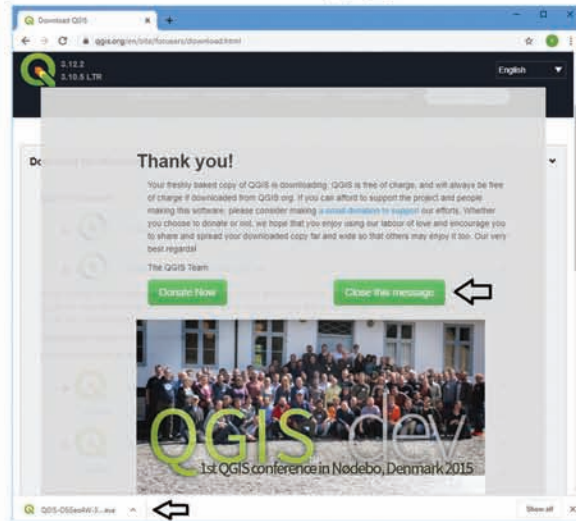 Download QGIS
qgis.org/en/site/forusers/download.html
3.12.2
3.10.5 LTR
English
Thank you!
Your freshly baked copy of QGIS is downloading. QGIS is free of charge, and will always be free
of charge if downloaded from QGIS.org. If you can afford to support the project and people
making this software, please consider making a small donation to support our efforts. Whether
you choose to donate or not, we hope that you enjoy using our labour of love and encourage you
to share and spread your downloaded copy far and wide so that others may enjoy it too. Our very
best regards!
The QGIS Team
Donate Now
Close this message
QGIS dev
1st QGIS conference in Nødebo, Denmark 2015
QGIS-OSGeo4W-3....exe
Show all